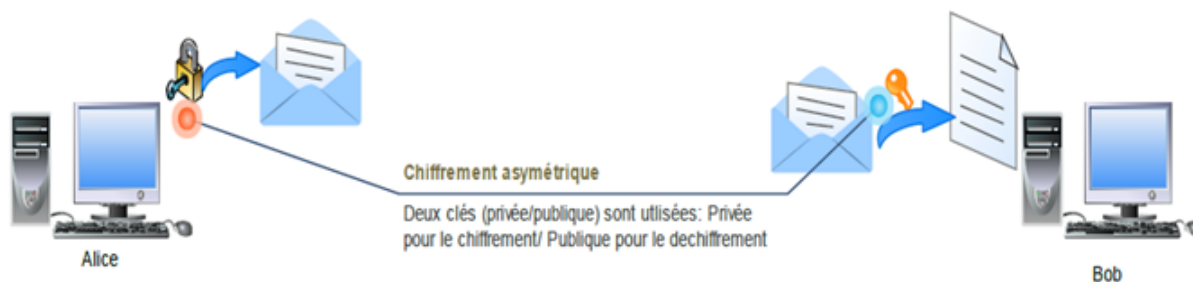 Chiffrement asymétrique
Deux clés (privée/publique) sont utlisées: Privée
pour le chiffrement/ Publique pour le dechiffrement
Alice
Bob